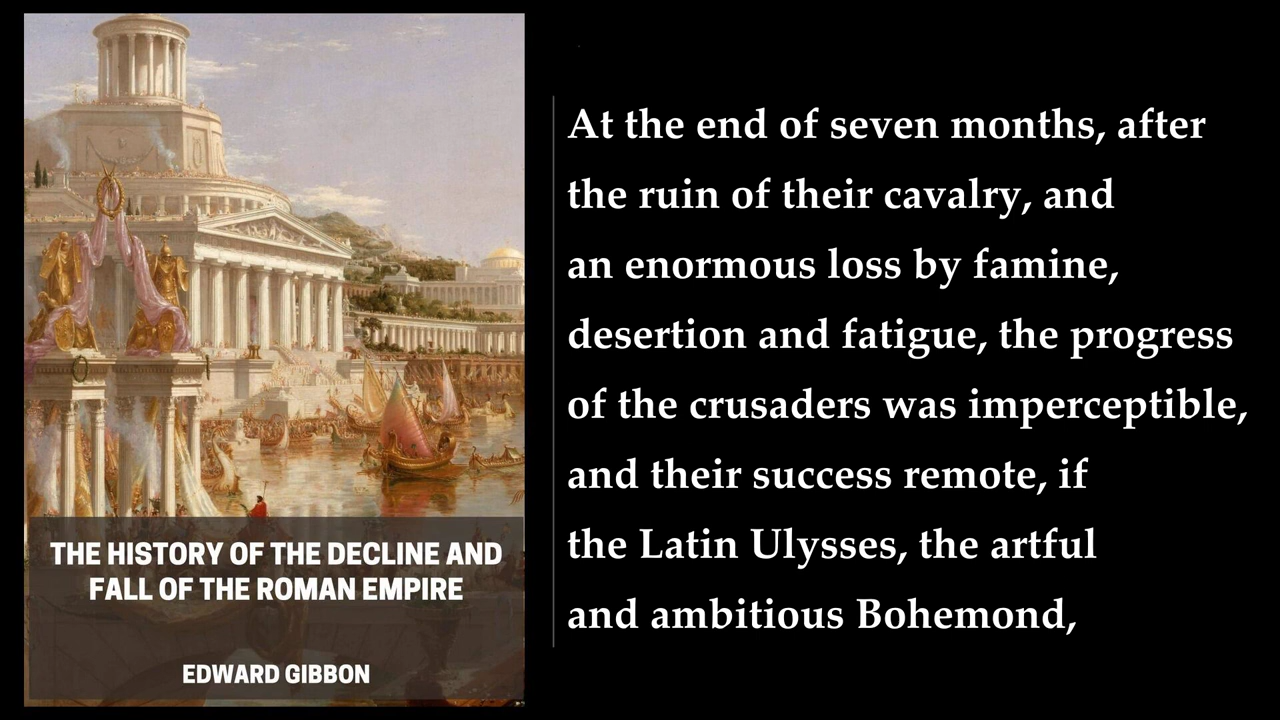 THE HISTORY OF THE DECLINE AND
FALL OF THE ROMAN EMPIRE
EDWARD GIBBON
At the end of seven months, after
the ruin of their cavalry, and
an enormous loss by famine,
desertion and fatigue, the progress
of the crusaders was imperceptible,
and their success remote, if
the Latin Ulysses, the artful
and ambitious Bohemond,